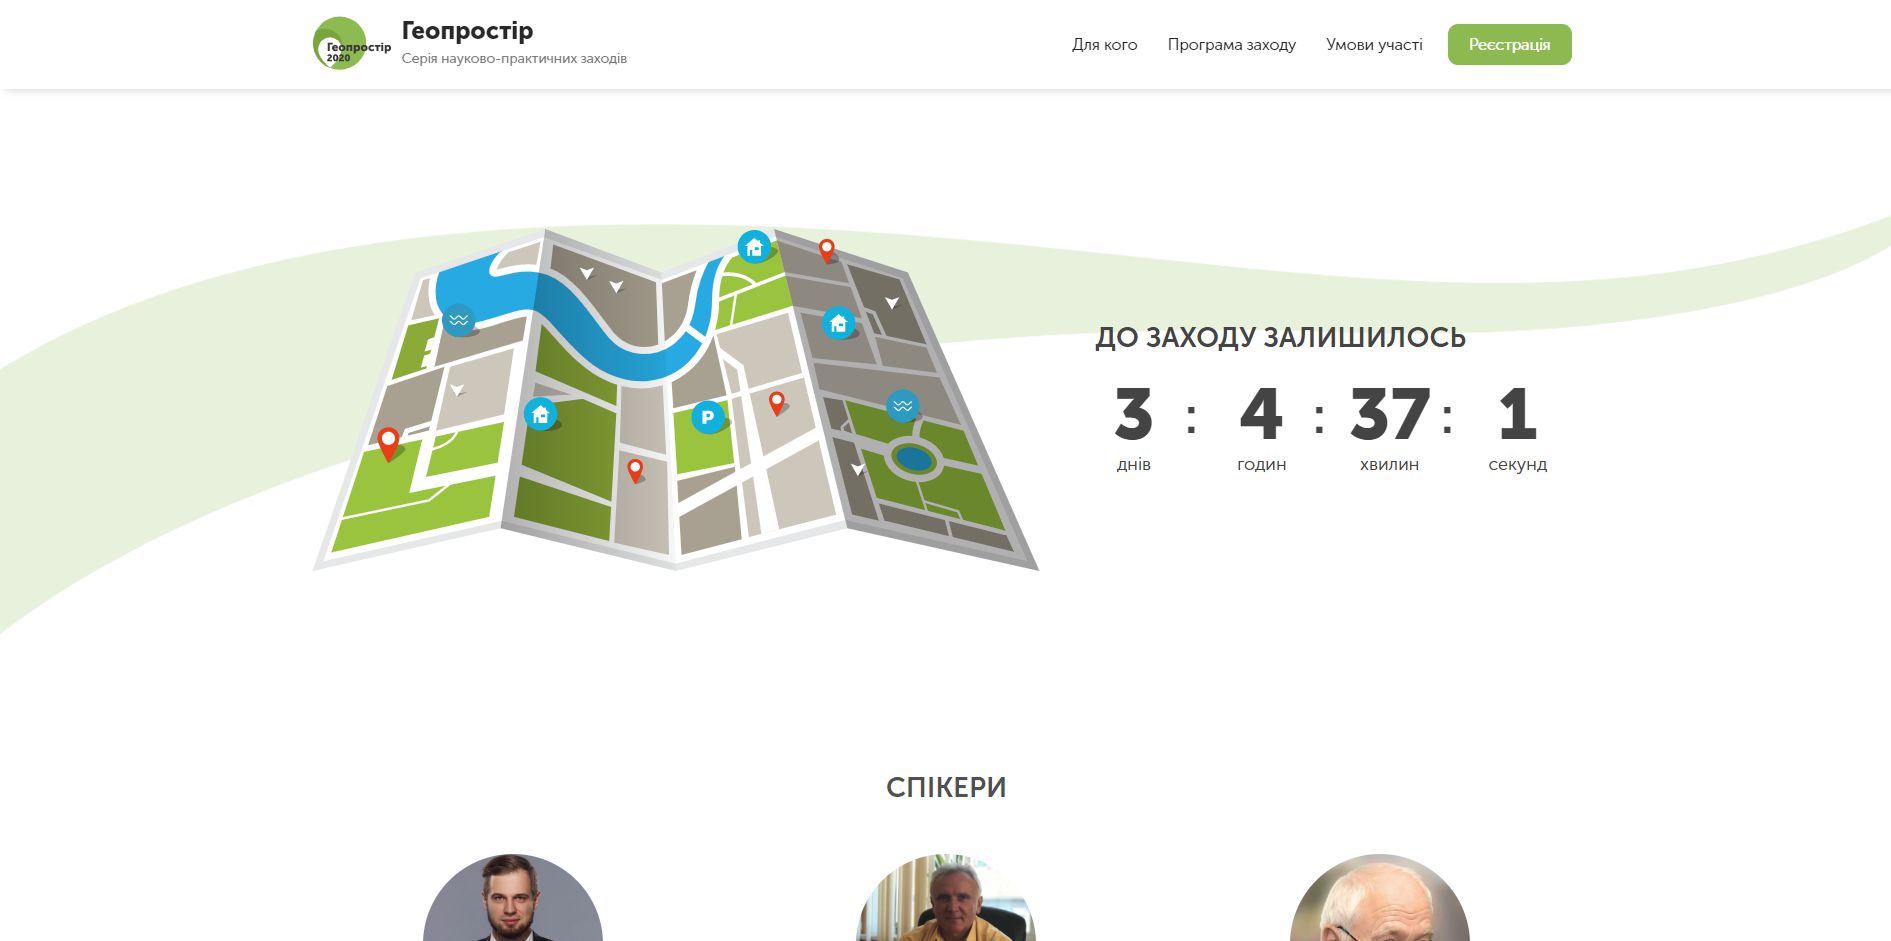 Геопростір
2020
Геопростір
Серія науково-практичних заходів
Для кого
Програма заходу
Умови участі
Реєстрація
P
ДО ЗАХОДУ ЗАЛИШИЛОСЬ
3 : 4 : 37 : 1
днів годин хвилин секунд
СПІКЕРИ